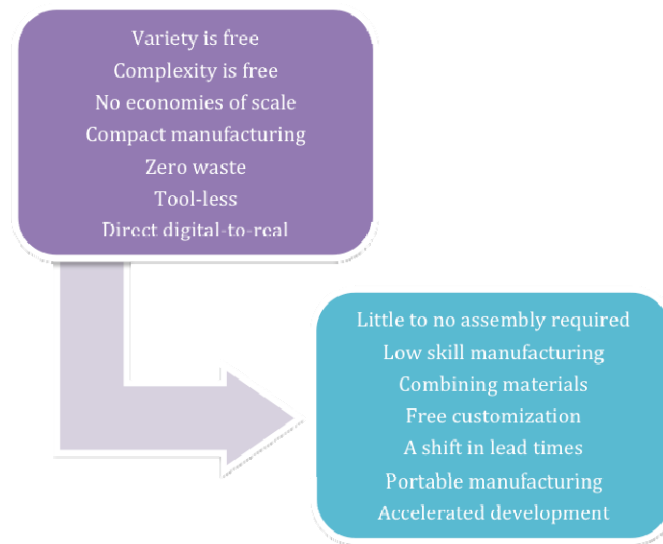 Variety is free
Complexity is free
No economies of scale
Compact manufacturing
Zero waste
Tool-less
Direct digital-to-real
Little to no assembly required
Low skill manufacturing
Combining materials
Free customization
A shift in lead times
Portable manufacturing
Accelerated development